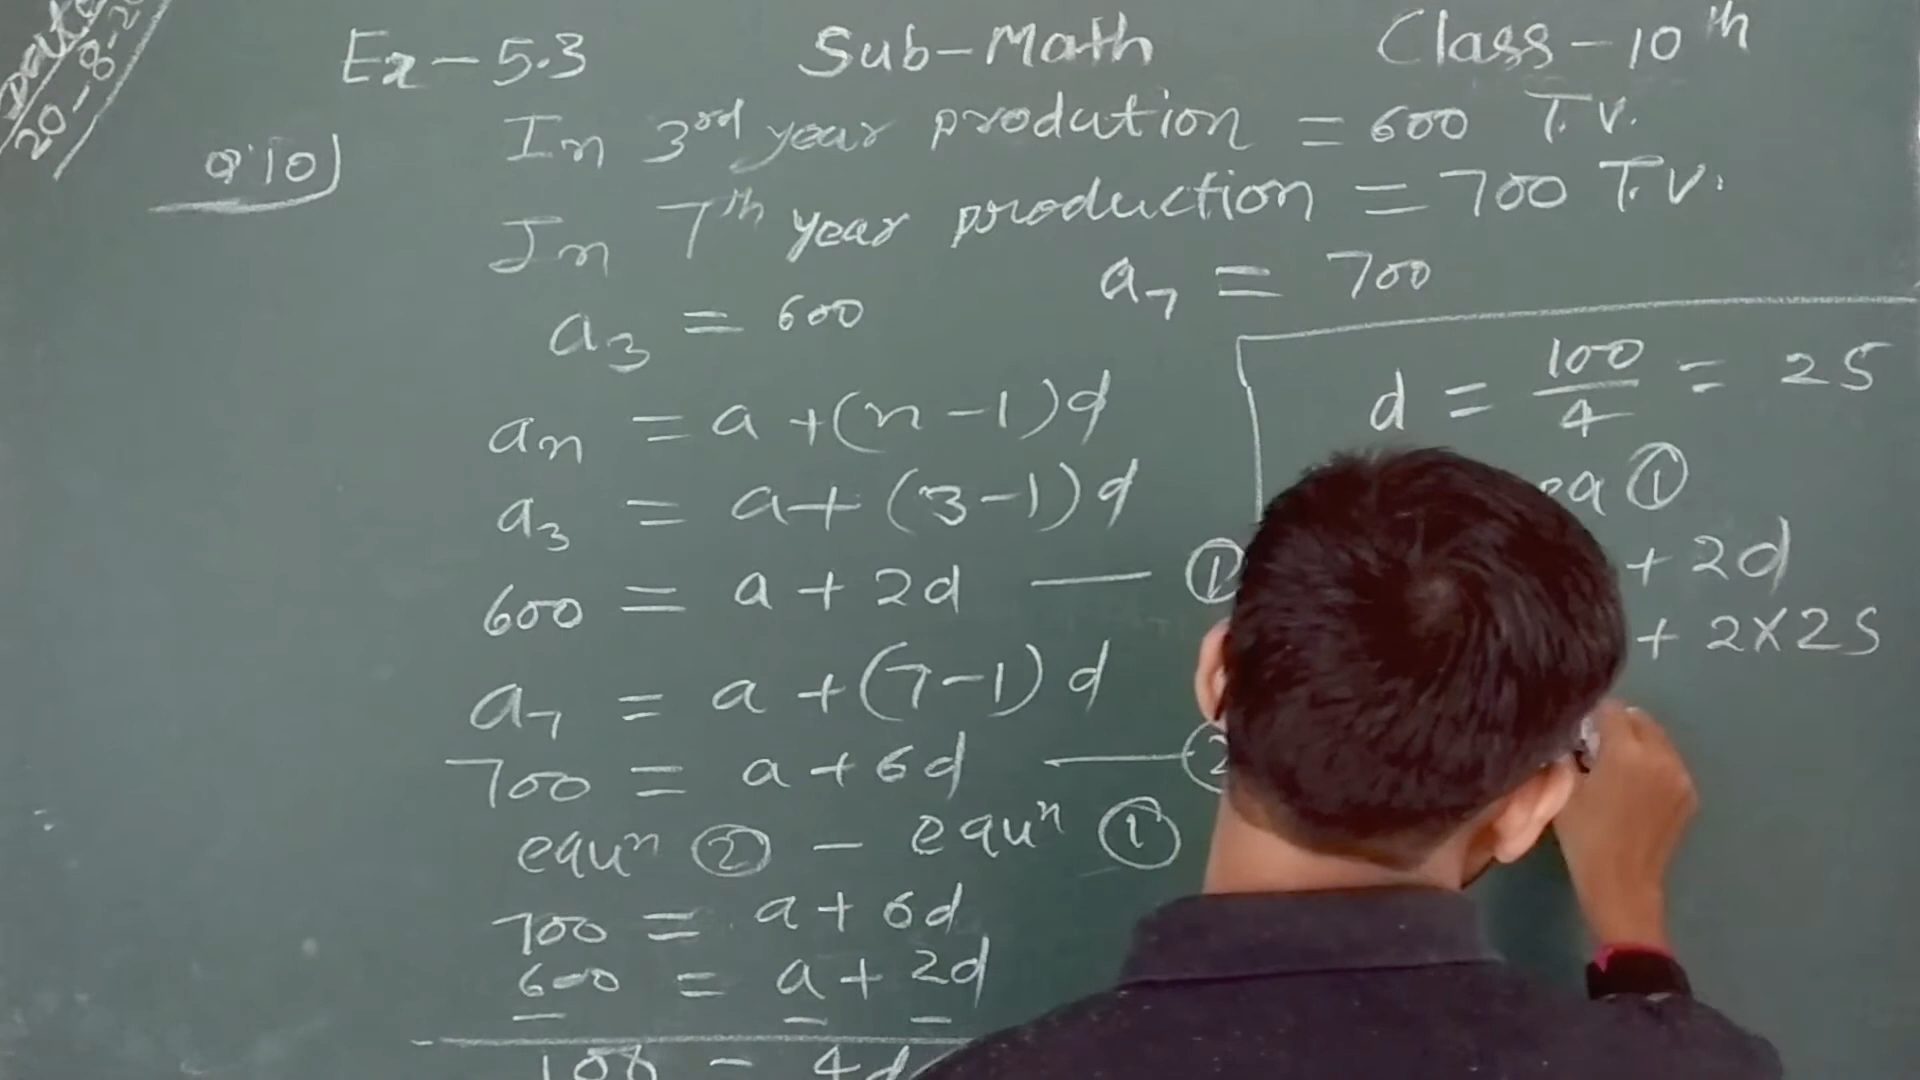 Date
20-8-2
Ex-5.3 Sub-Math Class-10th
Q.10) In 3rd year prodution = 600 T.V.
In 7th year production = 700 T.V.
a₃ = 600 a₇ = 700
aₙ = a+(n-1)d
a₃ = a+(3-1)d
600 = a+2d — ①
a₇ = a+(7-1)d
700 = a+6d — ②
equⁿ ② - equⁿ ①
700 = a+6d
600 = a+2d
100 = 4d
d = 100/4 = 25
eq ①
+2d
+2×25